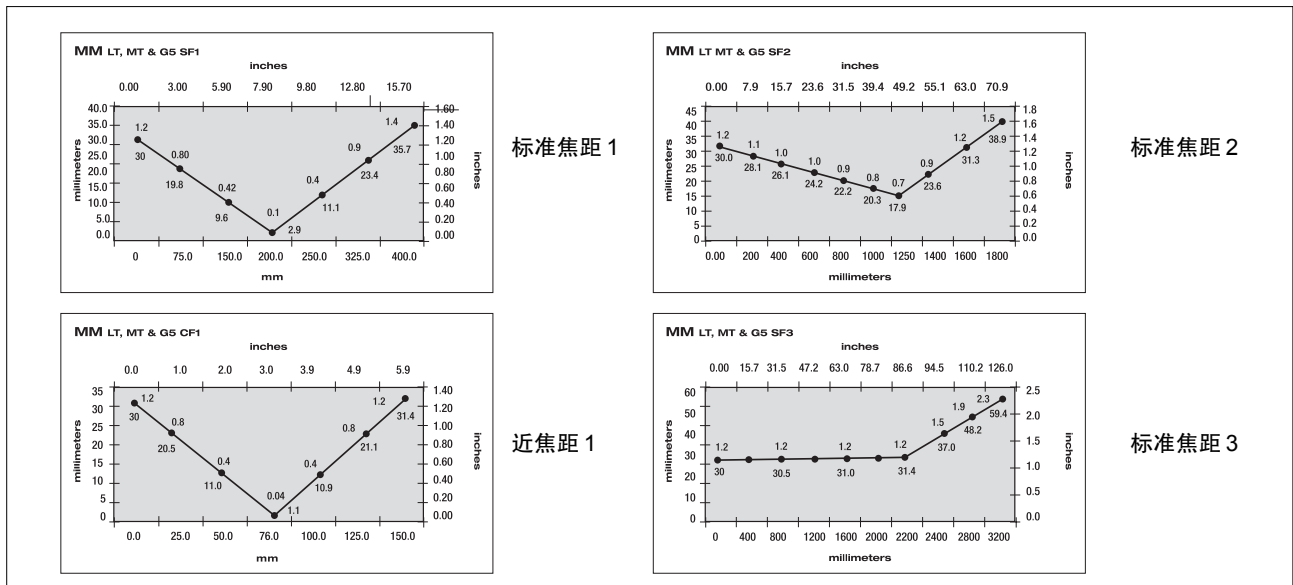 MM LT, MT & G5 SF1
inches
0.00 3.00 5.90 7.90 9.80 12.80 15.70
40.0 35.0 30.0 25.0 20.0 15.0 10.0 5.0 0.0
millimeters
1.2 0.80 0.42 0.1 0.4 0.9 1.4
30 19.8 9.6 2.9 11.1 23.4 35.7
1.60 1.40 1.20 1.00 0.80 0.60 0.40 0.20 0.00
inches
0 75.0 150.0 200.0 250.0 325.0 400.0
mm
标准焦距 1
MM LT MT & G5 SF2
inches
0.00 7.9 15.7 23.6 31.5 39.4 49.2 55.1 63.0 70.9
45 40 35 30 25 20 15 10 5 0
millimeters
1.2 1.1 1.0 1.0 0.9 0.8 0.7 0.9 1.2 1.5
30.0 28.1 26.1 24.2 22.2 20.3 17.9 23.6 31.3 38.9
1.8 1.6 1.4 1.2 1.0 0.8 0.6 0.4 0.2 0.0
inches
0.00 200 400 600 800 1000 1250 1400 1600 1800
millimeters
标准焦距 2
MM LT, MT & G5 CF1
inches
0.0 1.0 2.0 3.0 3.9 4.9 5.9
35 30 25 20 15 10 5 0
millimeters
1.2 0.8 0.4 0.04 0.4 0.8 1.2
30 20.5 11.0 1.1 10.9 21.1 31.4
1.40 1.20 1.00 0.80 0.60 0.40 0.20 0.00
inches
0.0 25.0 50.0 76.0 100.0 125.0 150.0
mm
近焦距 1
MM LT, MT & G5 SF3
inches
0.00 15.7 31.5 47.2 63.0 78.7 86.6 94.5 110.2 126.0
60 50 40 30 20 10 0
millimeters
1.2 1.2 1.2 1.2 1.5 1.9 2.3
30 30.5 31.0 31.4 37.0 48.2 59.4
2.5 2.0 1.5 1.0 0.5 0.0
inches
0 400 800 1200 1600 2000 2200 2400 2800 3200
millimeters
标准焦距 3